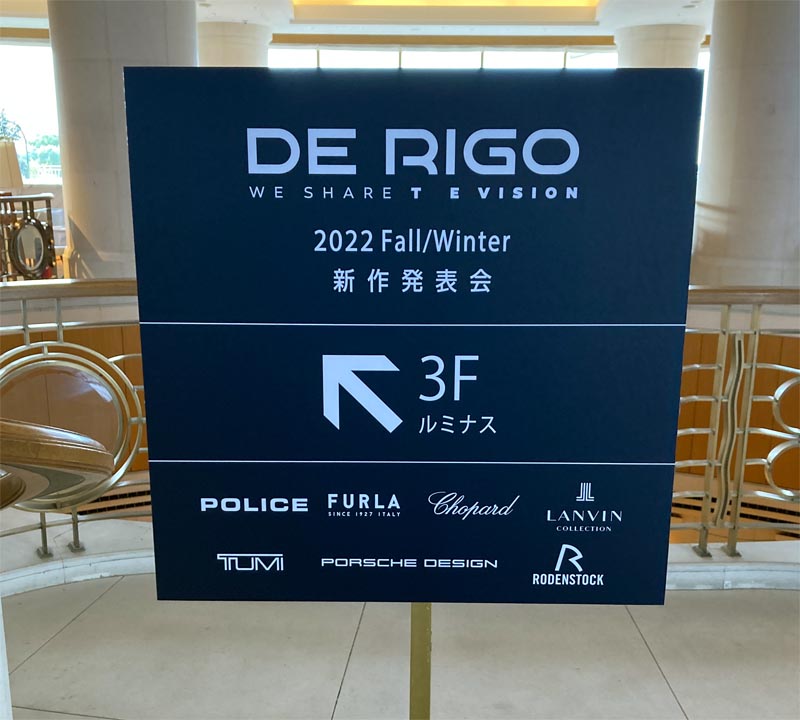 DE RIGO
WE SHARE T E VISION
2022 Fall/Winter
新作発表会
3F
ルミナス
POLICE
FURLA
SINCE 1927 ITALY
Chopard
LANVIN
COLLECTION
TUMI
PORSCHE DESIGN
RODENSTOCK